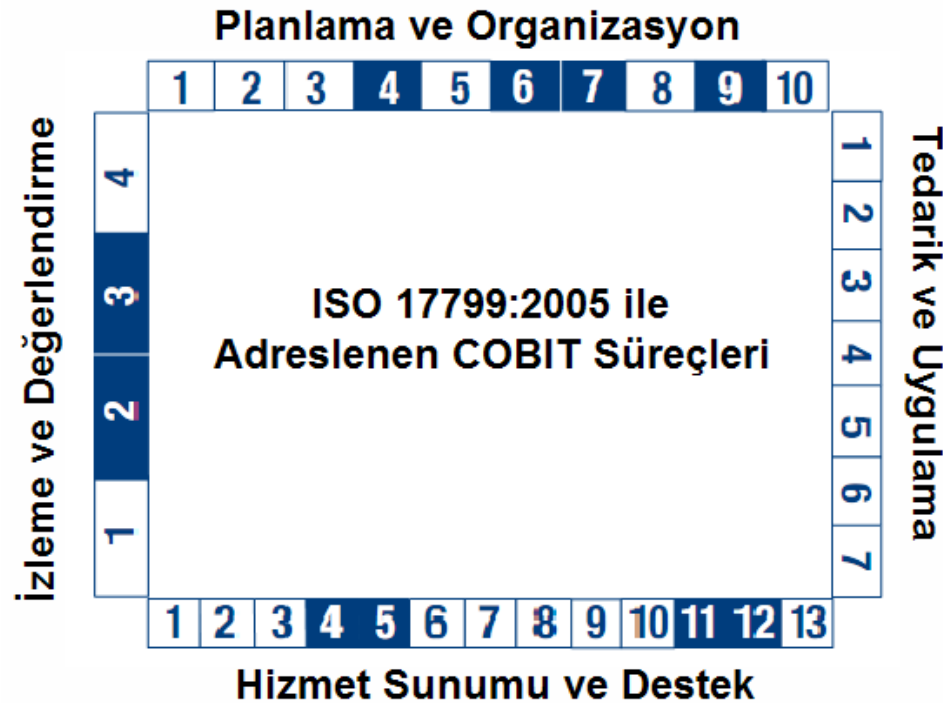 Planlama ve Organizasyon
1 2 3 4 5 6 7 8 9 10
İzleme ve Değerlendirme
4 3 2 1
ISO 17799:2005 ile
Adreslenen COBIT Süreçleri
1 2 3 4 5 6 7
Tedarik ve Uygulama
1 2 3 4 5 6 7 8 9 10 11 12 13
Hizmet Sunumu ve Destek